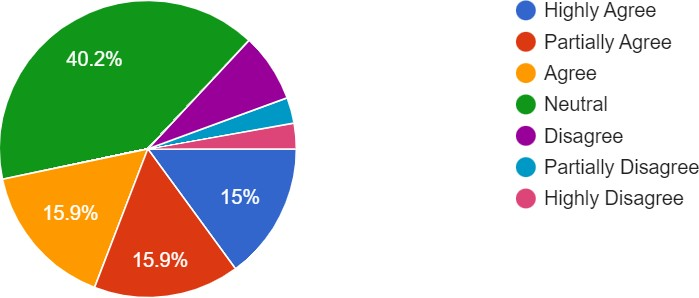 Highly Agree
Partially Agree
Agree
Neutral
Disagree
Partially Disagree
Highly Disagree
40.2%
15%
15.9%
15.9%